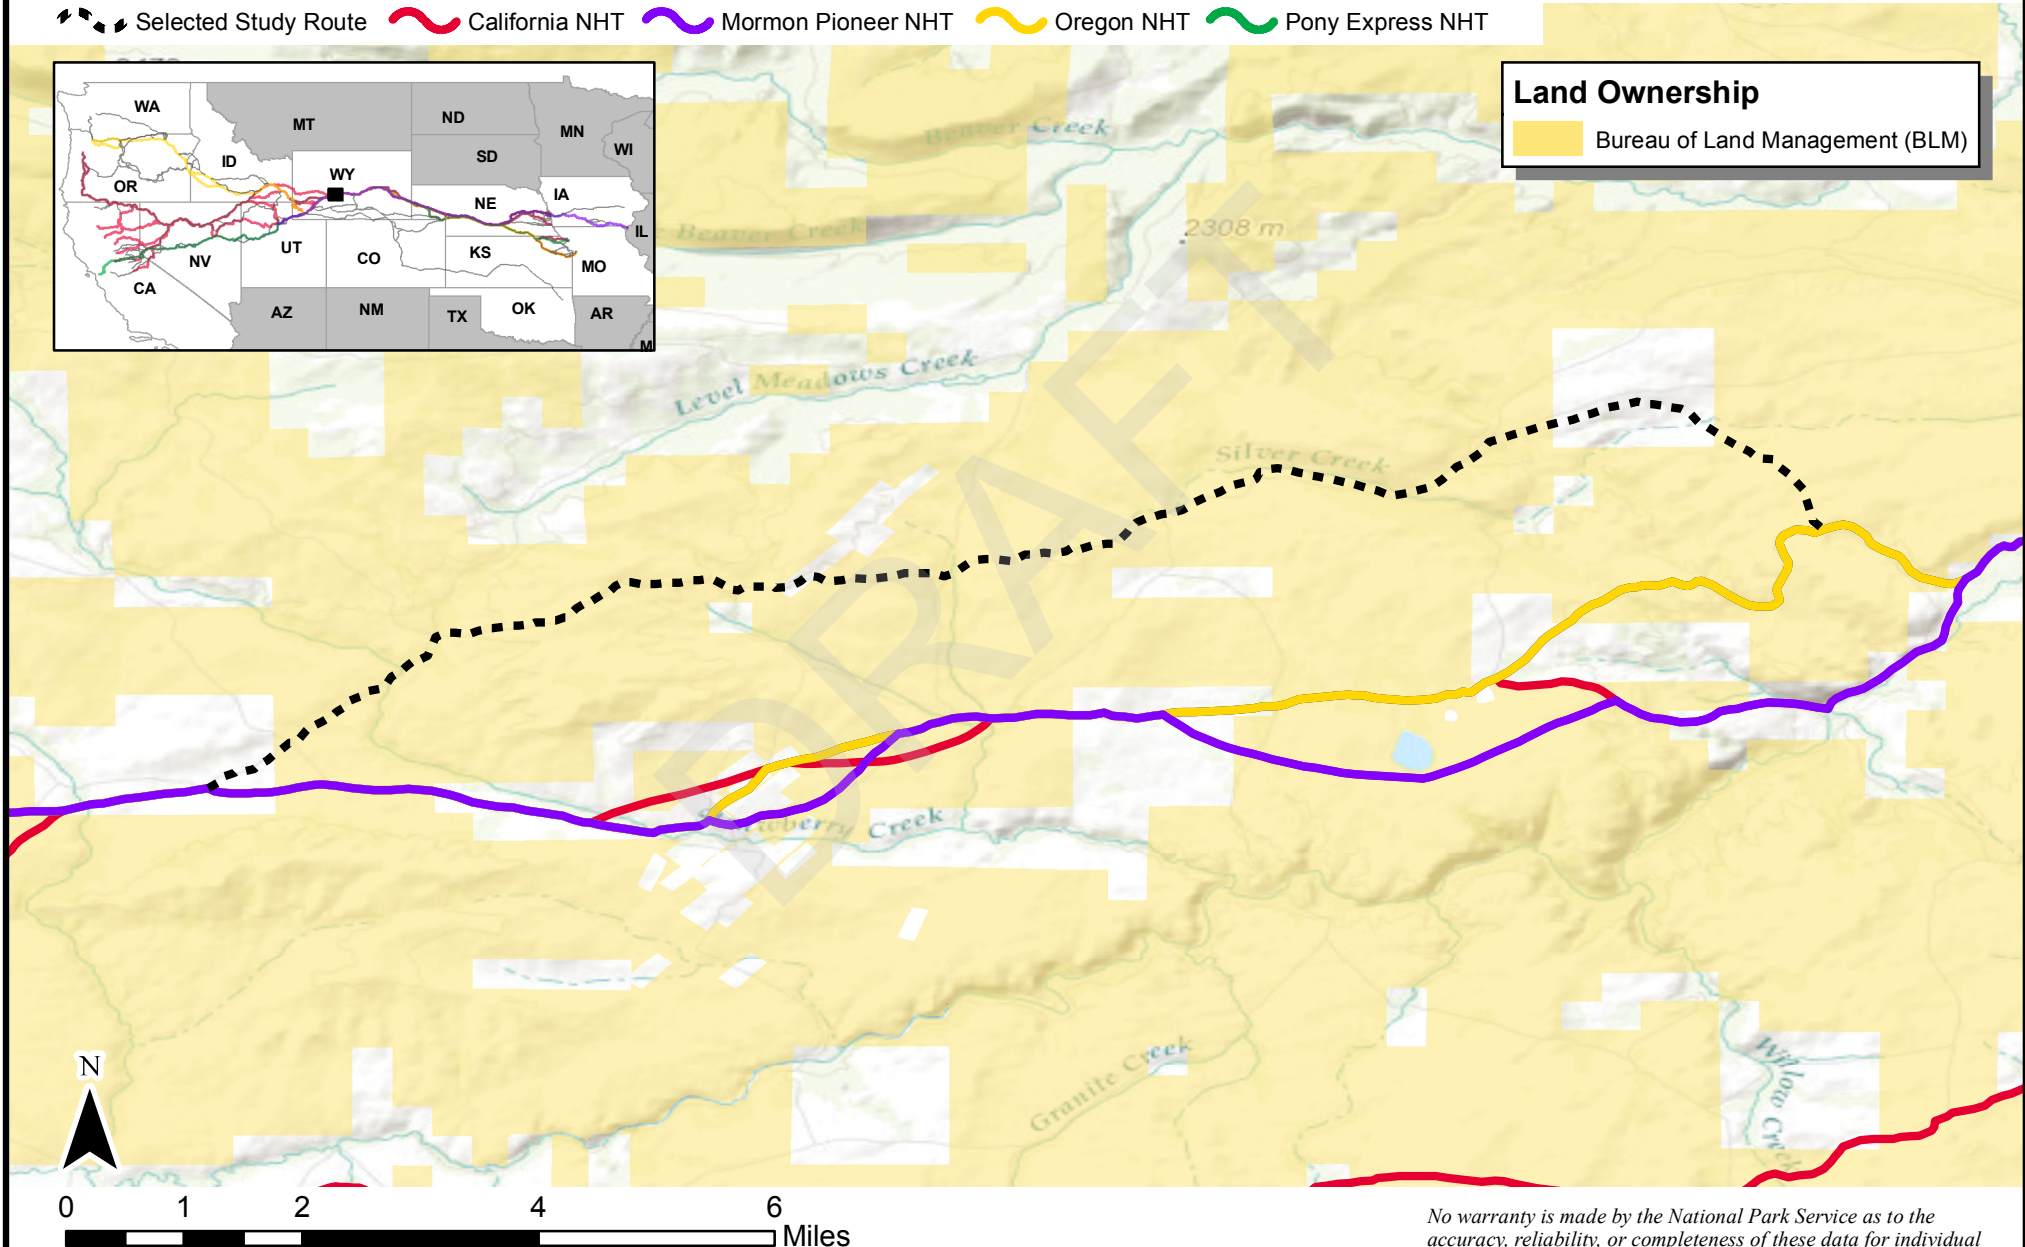 Selected Study Route California NHT Mormon Pioneer NHT Oregon NHT Pony Express NHT
Land Ownership
Bureau of Land Management (BLM)
WA
MT
ND
MN
WI
SD
ID
WY
OR
IA
NE
IL
UT
NV
CO
KS
MO
CA
AZ
NM
TX
OK
AR
M
Beaver Creek
Beaver Creek
2308 m
Level Meadows Creek
Silver Creek
DRAFT
Creek
Granite Creek
Willow Creek
N
0 1 2 4 6
Miles
No warranty is made by the National Park Service as to the
accuracy, reliability, or completeness of these data for individual